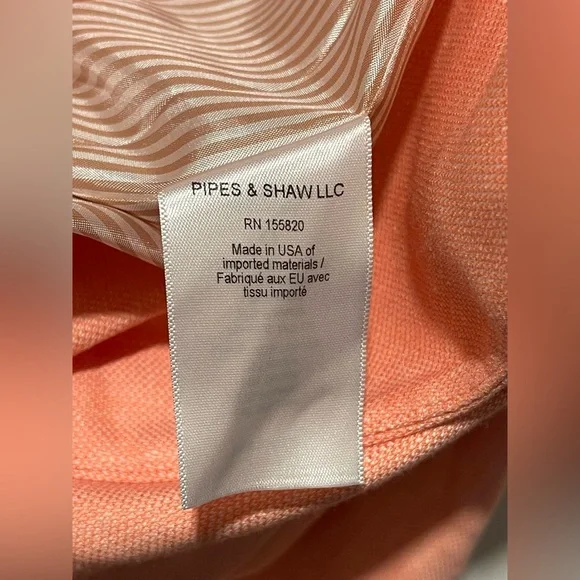 PIPES & SHAW LLC
RN 155820
Made in USA of
imported materials /
Fabriqué aux EU avec
tissu importé